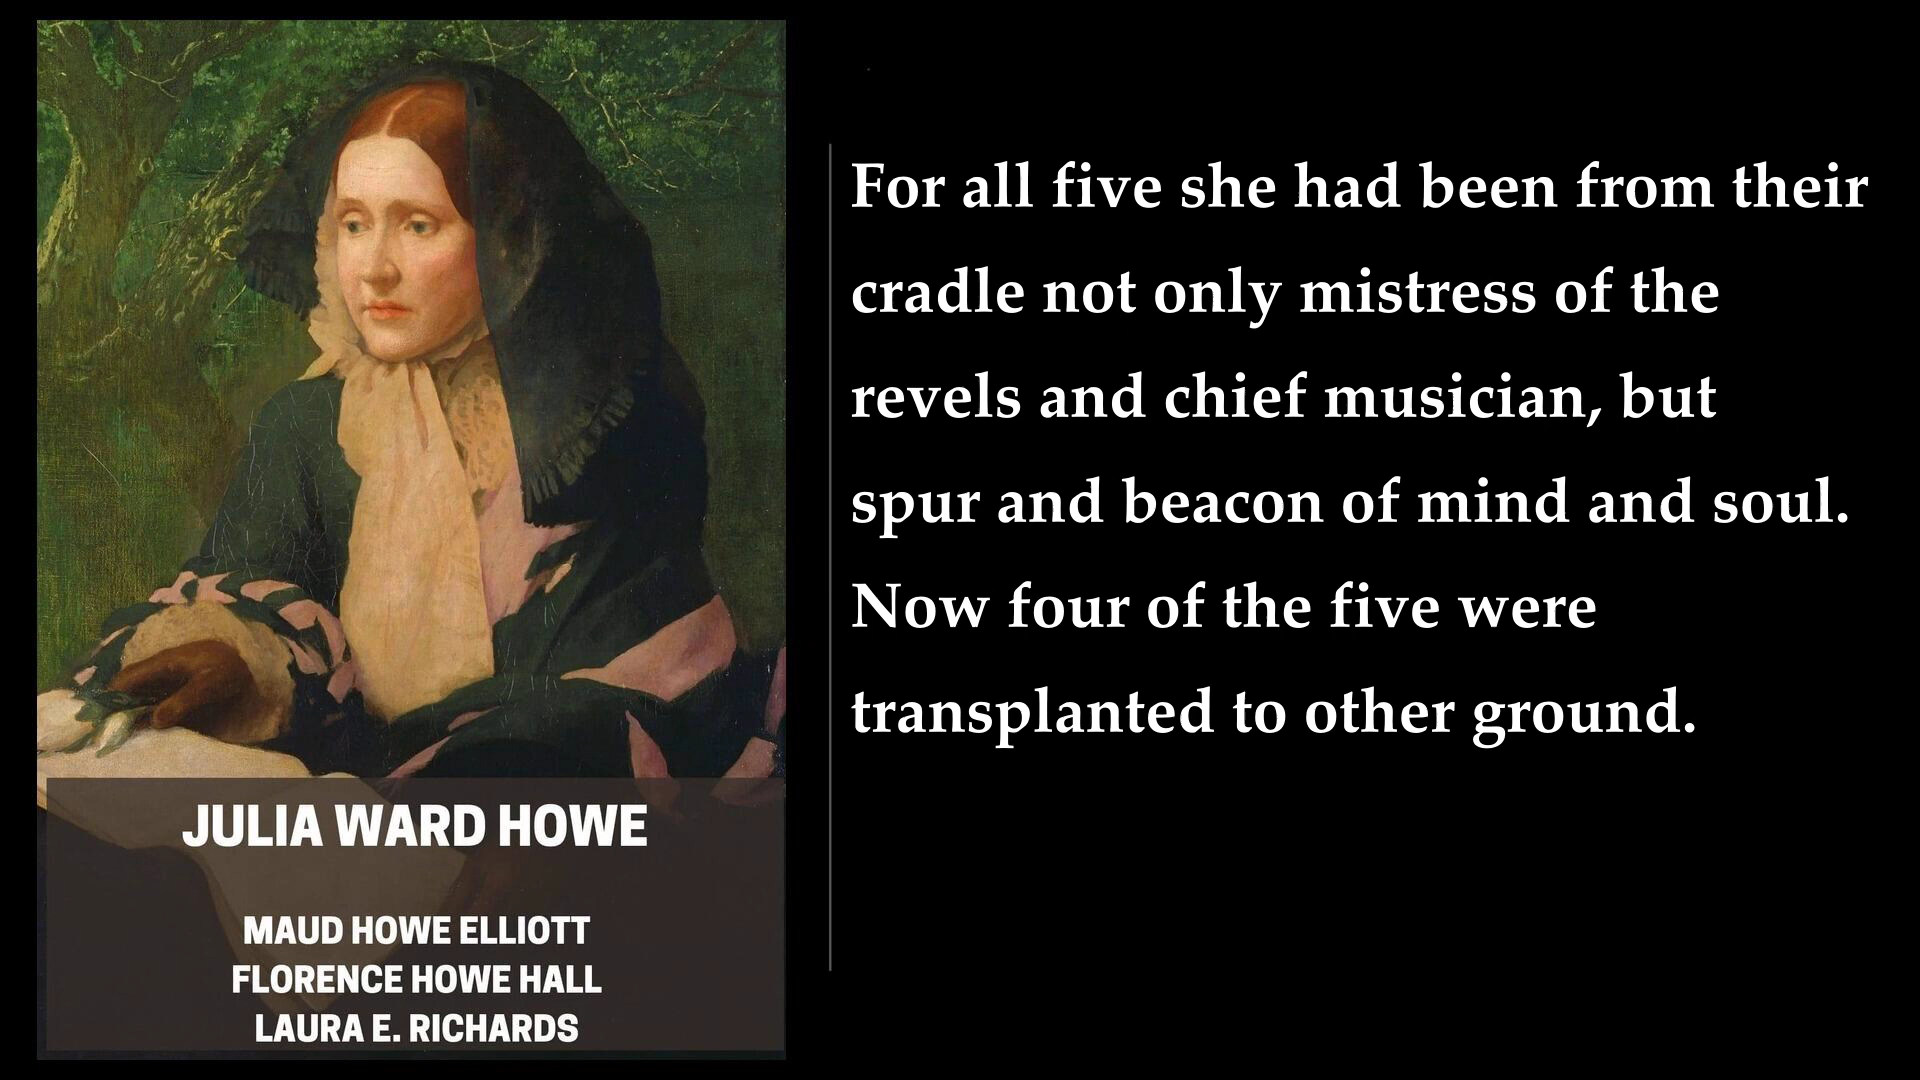 JULIA WARD HOWE
MAUD HOWE ELLIOTT
FLORENCE HOWE HALL
LAURA E. RICHARDS
For all five she had been from their
cradle not only mistress of the
revels and chief musician, but
spur and beacon of mind and soul.
Now four of the five were
transplanted to other ground.